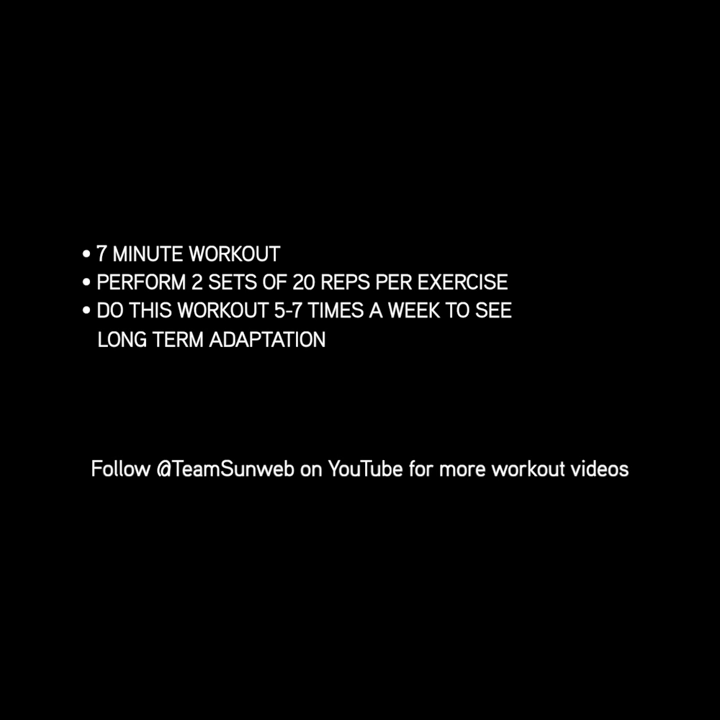 • 7 MINUTE WORKOUT
• PERFORM 2 SETS OF 20 REPS PER EXERCISE
• DO THIS WORKOUT 5-7 TIMES A WEEK TO SEE
LONG TERM ADAPTATION
Follow @TeamSunweb on YouTube for more workout videos